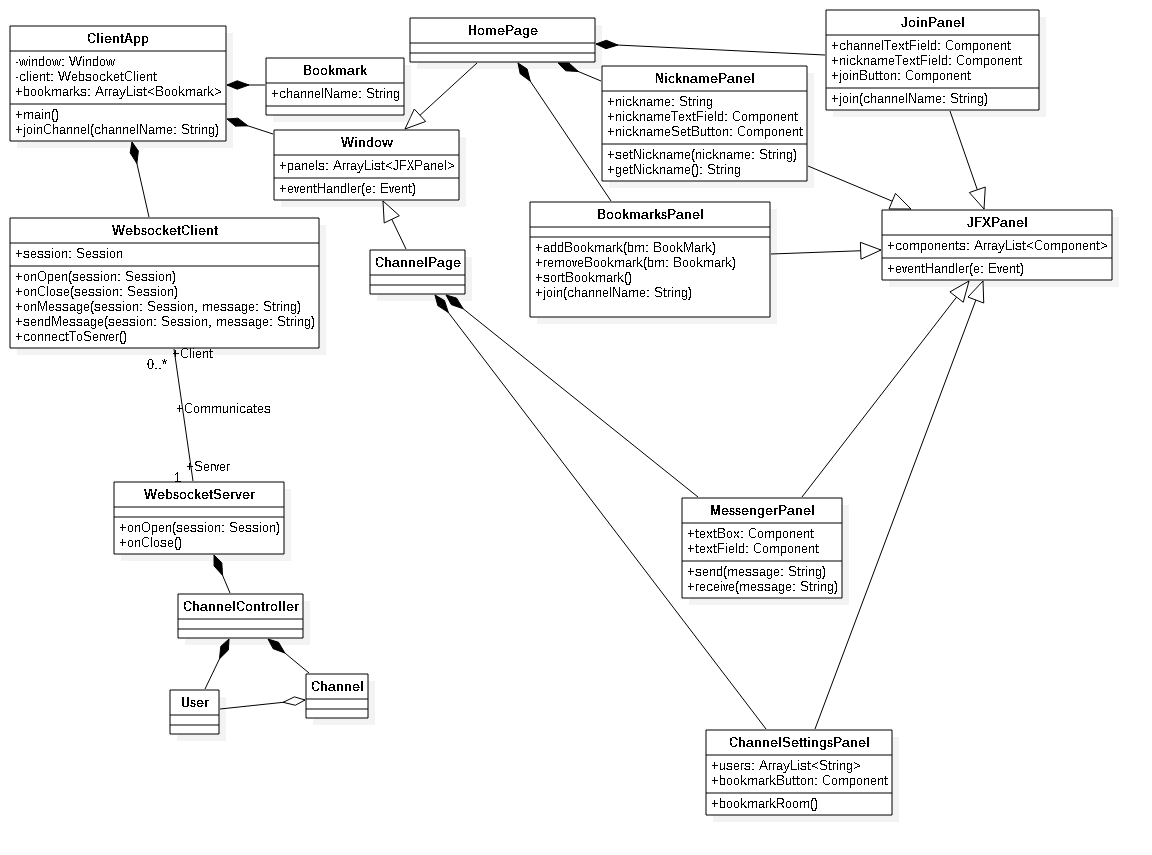 ClientApp
-window: Window
-client: WebsocketClient
+bookmarks: ArrayList<Bookmark>
+main()
+joinChannel(channelName: String)
Bookmark
+channelName: String
HomePage
JoinPanel
+channelTextField: Component
+nicknameTextField: Component
+joinButton: Component
+join(channelName: String)
NicknamePanel
+nickname: String
+nicknameTextField: Component
+nicknameSetButton: Component
+setNickname(nickname: String)
+getNickname(): String
Window
+panels: ArrayList<JFXPanel>
+eventHandler(e: Event)
BookmarksPanel
+addBookmark(bm: BookMark)
+removeBookmark(bm: Bookmark)
+sortBookmark()
+join(channelName: String)
JFXPanel
+components: ArrayList<Component>
+eventHandler(e: Event)
WebsocketClient
+session: Session
+onOpen(session: Session)
+onClose(session: Session)
+onMessage(session: Session, message: String)
+sendMessage(session: Session, message: String)
+connectToServer()
ChannelPage
+Client
0..*
+Communicates
+Server
1
WebsocketServer
+onOpen(session: Session)
+onClose()
MessengerPanel
+textBox: Component
+textField: Component
+send(message: String)
+receive(message: String)
ChannelController
User
Channel
ChannelSettingsPanel
+users: ArrayList<String>
+bookmarkButton: Component
+bookmarkRoom()